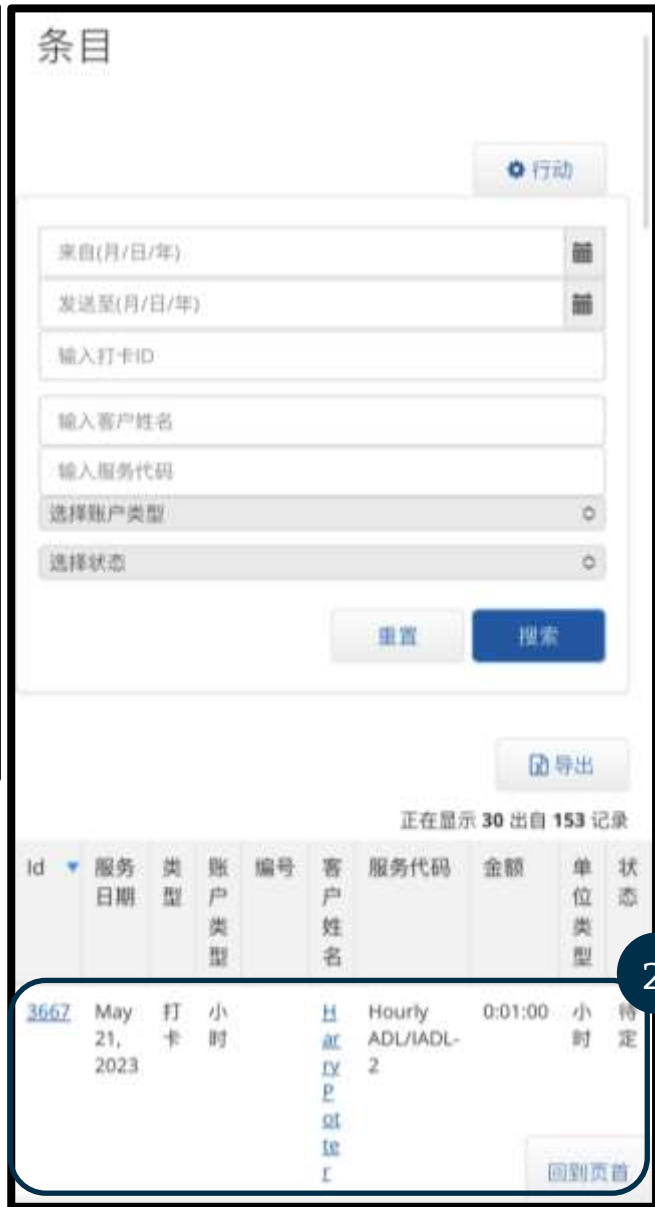 条目
行动
来自(月/日/年)
发送至(月/日/年)
输入打卡ID
输入客户姓名
输入服务代码
选择账户类型
选择状态
重置 搜索
导出
正在显示 30 出自 153 记录
Id 服务日期 类型 账户类型 编号 客户姓名 服务代码 金额 单位类型 状态
2
3667 May 21, 2023 打卡 小时 Harry Potter Hourly ADL/IADL-2 0:01:00 小时 待定
回到页首